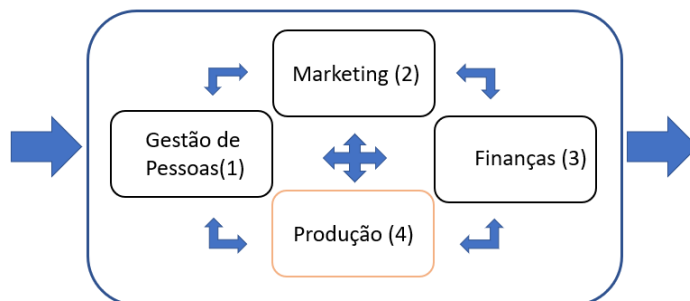 Marketing (2)
Gestão de
Pessoas(1)
Finanças (3)
Produção (4)